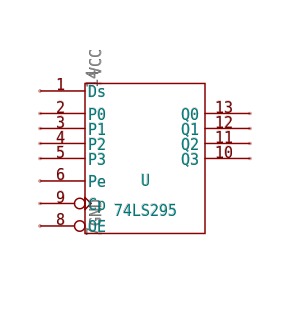 VCC
14
1 Ds
2 P0 Q0 13
3 P1 Q1 12
4 P2 Q2 11
5 P3 Q3 10
6 Pe
U
9 Cp
74LS295
8 OE
GND